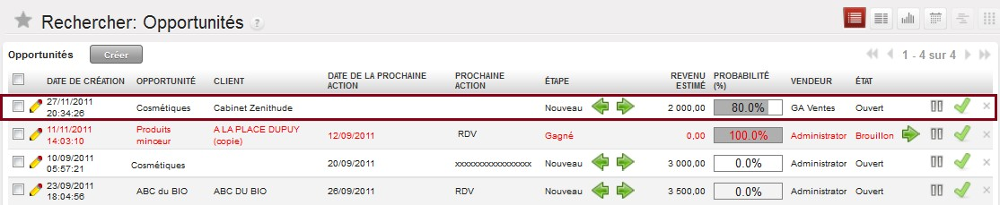 Rechercher: Opportunités ?
Opportunités Créer 1 - 4 sur 4
DATE DE CRÉATION OPPORTUNITÉ CLIENT DATE DE LA PROCHAINE ACTION PROCHAINE ACTION ÉTAPE REVENU ESTIMÉ PROBABILITÉ (%) VENDEUR ÉTAT
27/11/2011 20:34:26 Cosmétiques Cabinet Zenithude Nouveau 2 000,00 80.0% GA Ventes Ouvert
11/11/2011 14:03:10 Produits minceur A LA PLACE DUPUY (copie) 12/09/2011 RDV Gagné 0,00 100.0% Administrator Brouillon
10/09/2011 05:57:21 Cosmétiques 20/09/2011 xxxxxxxxxxxxxxxxx Nouveau 3 000,00 0.0% Administrator Ouvert
23/09/2011 18:04:56 ABC du BIO ABC DU BIO 26/09/2011 RDV Nouveau 3 500,00 0.0% Administrator Ouvert